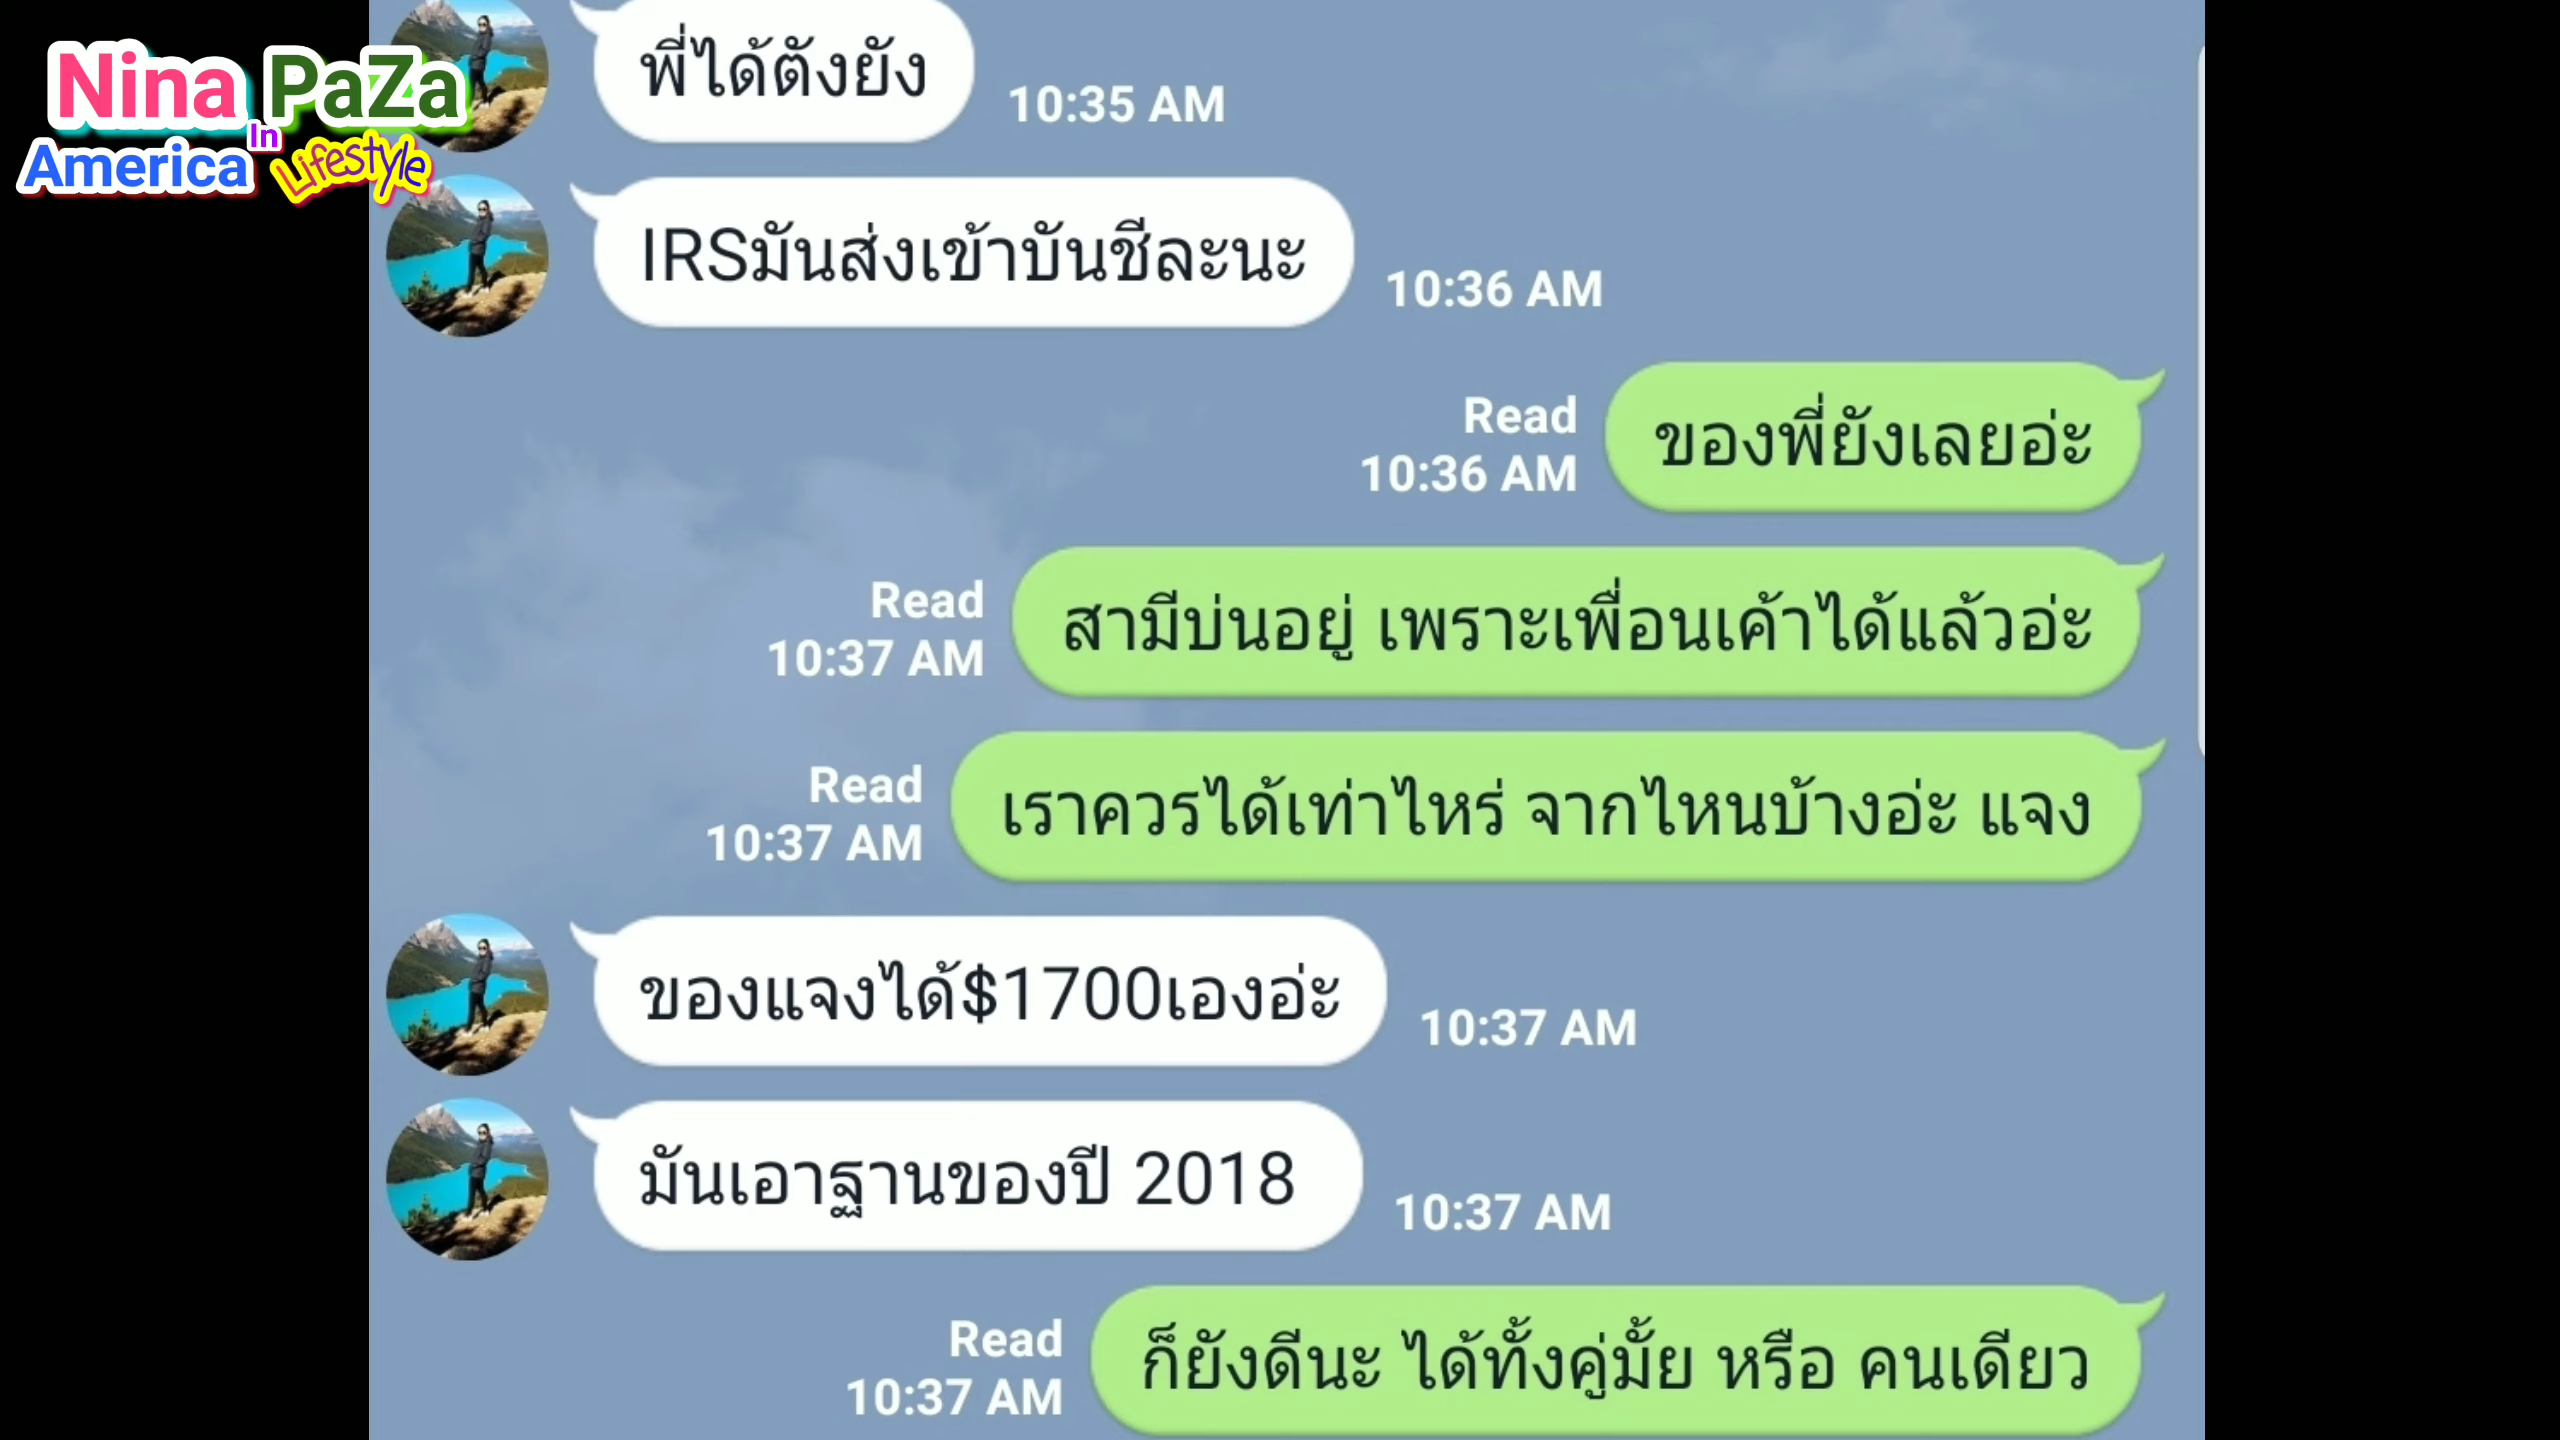 Nina PaZa
In
America Lifestyle
พี่ได้ตังยัง
10:35 AM
IRSมันส่งเข้าบันชีละนะ
10:36 AM
Read
10:36 AM
ของพี่ยังเลยอ่ะ
Read
10:37 AM
สามีบ่นอยู่ เพราะเพื่อนเค้าได้แล้วอ่ะ
Read
10:37 AM
เราควรได้เท่าไหร่ จากไหนบ้างอ่ะ แจง
ของแจงได้$1700เองอ่ะ
10:37 AM
มันเอาฐานของปี 2018
10:37 AM
Read
10:37 AM
ก็ยังดีนะ ได้ทั้งคู่มั้ย หรือ คนเดียว